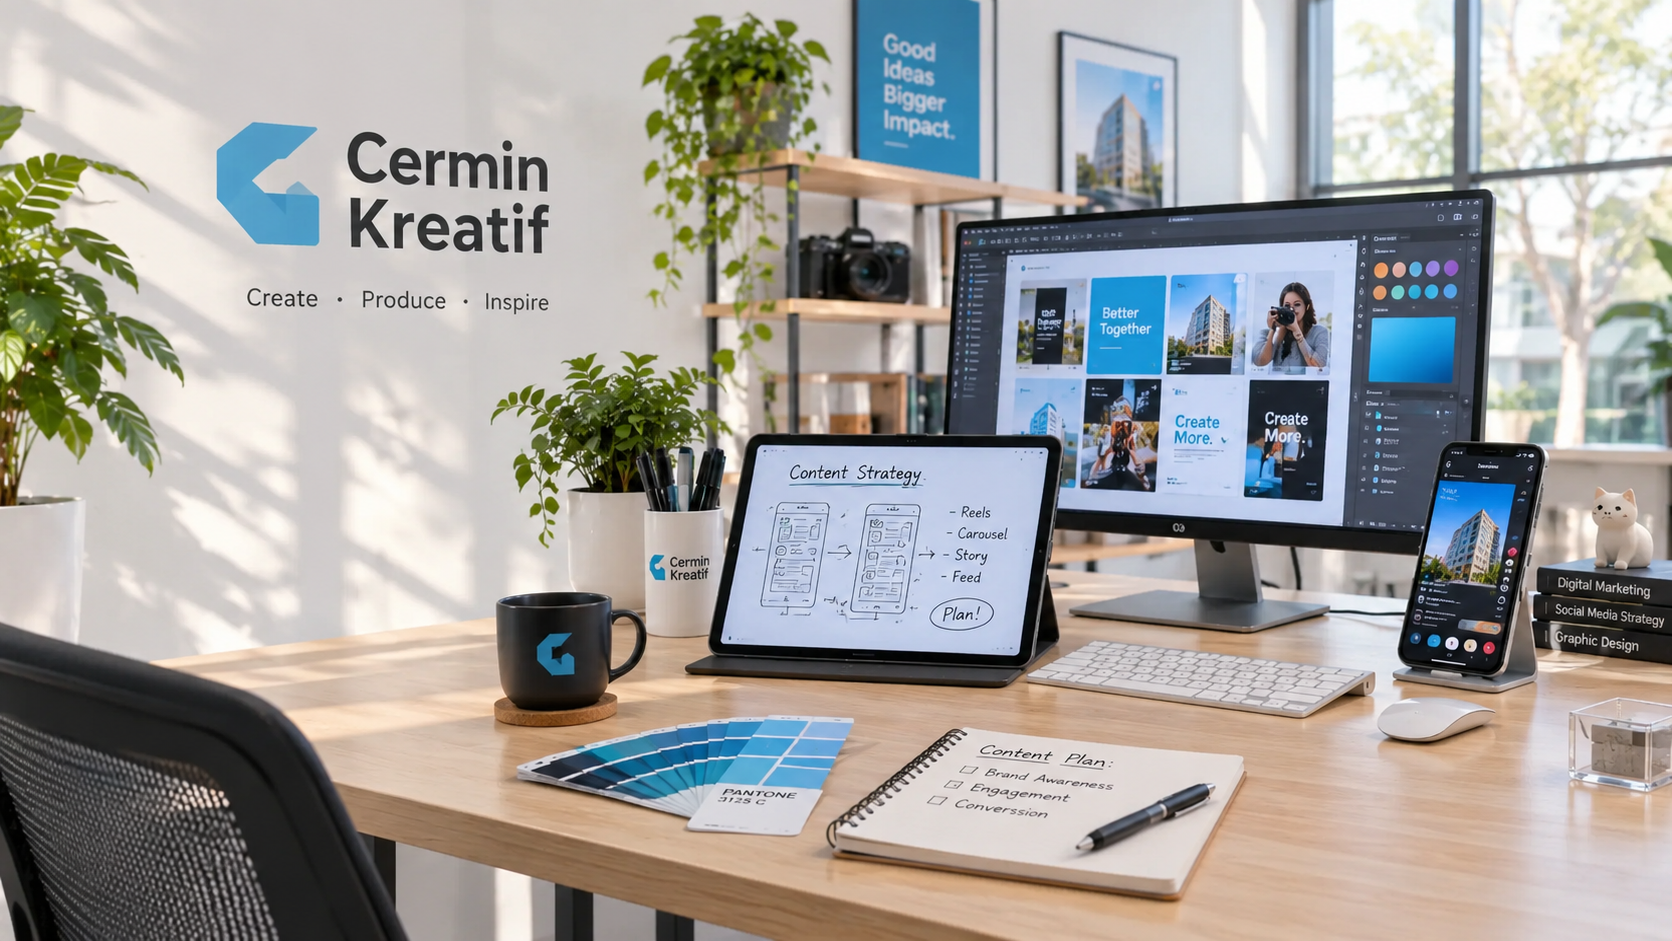 Cermin
Kreatif
Create · Produce · Inspire
Good
Ideas
Bigger
Impact.
Better
Together
Create
More.
Create
More.
Content Strategy
- Reels
- Carousel
- Story
- Feed
Plan!
Cermin
Kreatif
Digital Marketing
Social Media Strategy
Graphic Design
PANTONE
3125 C
Content Plan:
Brand Awareness
Engagement
Converssion